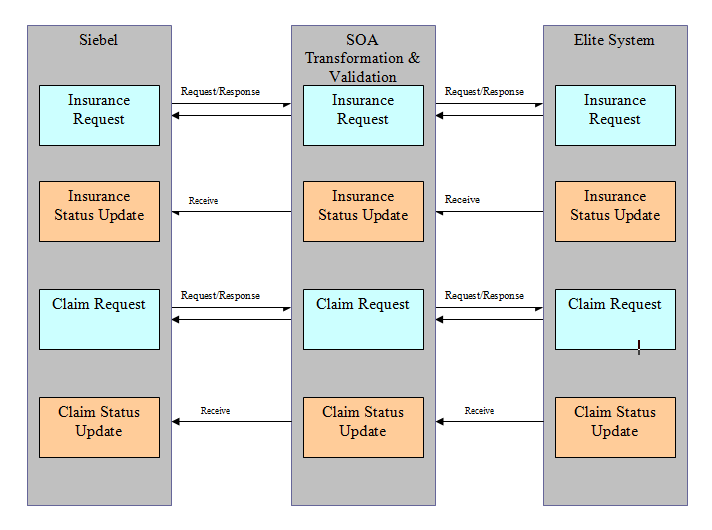 Siebel
SOA
Transformation &
Validation
Elite System
Insurance
Request
Request/Response
Insurance
Request
Request/Response
Insurance
Request
Insurance
Status Update
Receive
Insurance
Status Update
Receive
Insurance
Status Update
Claim Request
Request/Response
Claim Request
Request/Response
Claim Request
Claim Status
Update
Receive
Claim Status
Update
Receive
Claim Status
Update